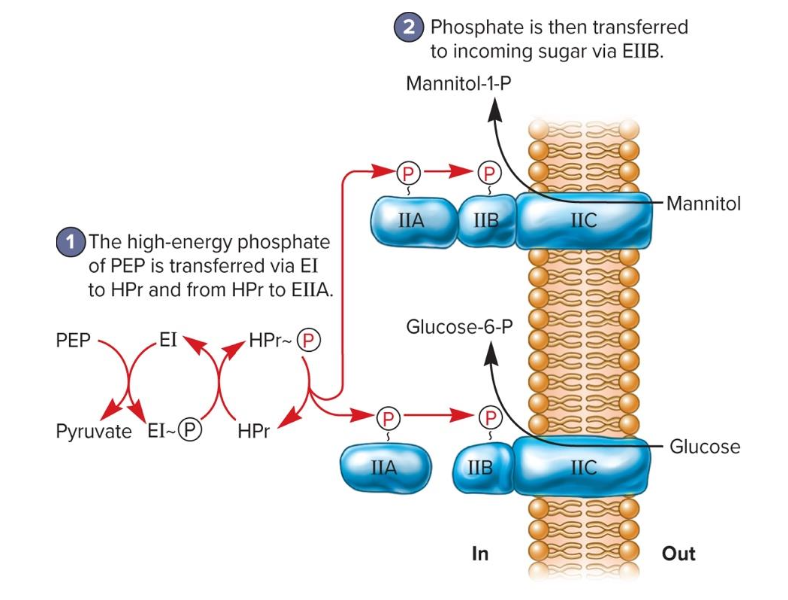 2 Phosphate is then transferred
to incoming sugar via EIIB.
Mannitol-1-P
P P
Mannitol
IIA IIB IIC
1 The high-energy phosphate
of PEP is transferred via EI
to HPr and from HPr to EIIA.
Glucose-6-P
PEP EI HPr~ P
P P
Pyruvate EI~P HPr
Glucose
IIA IIB IIC
In Out